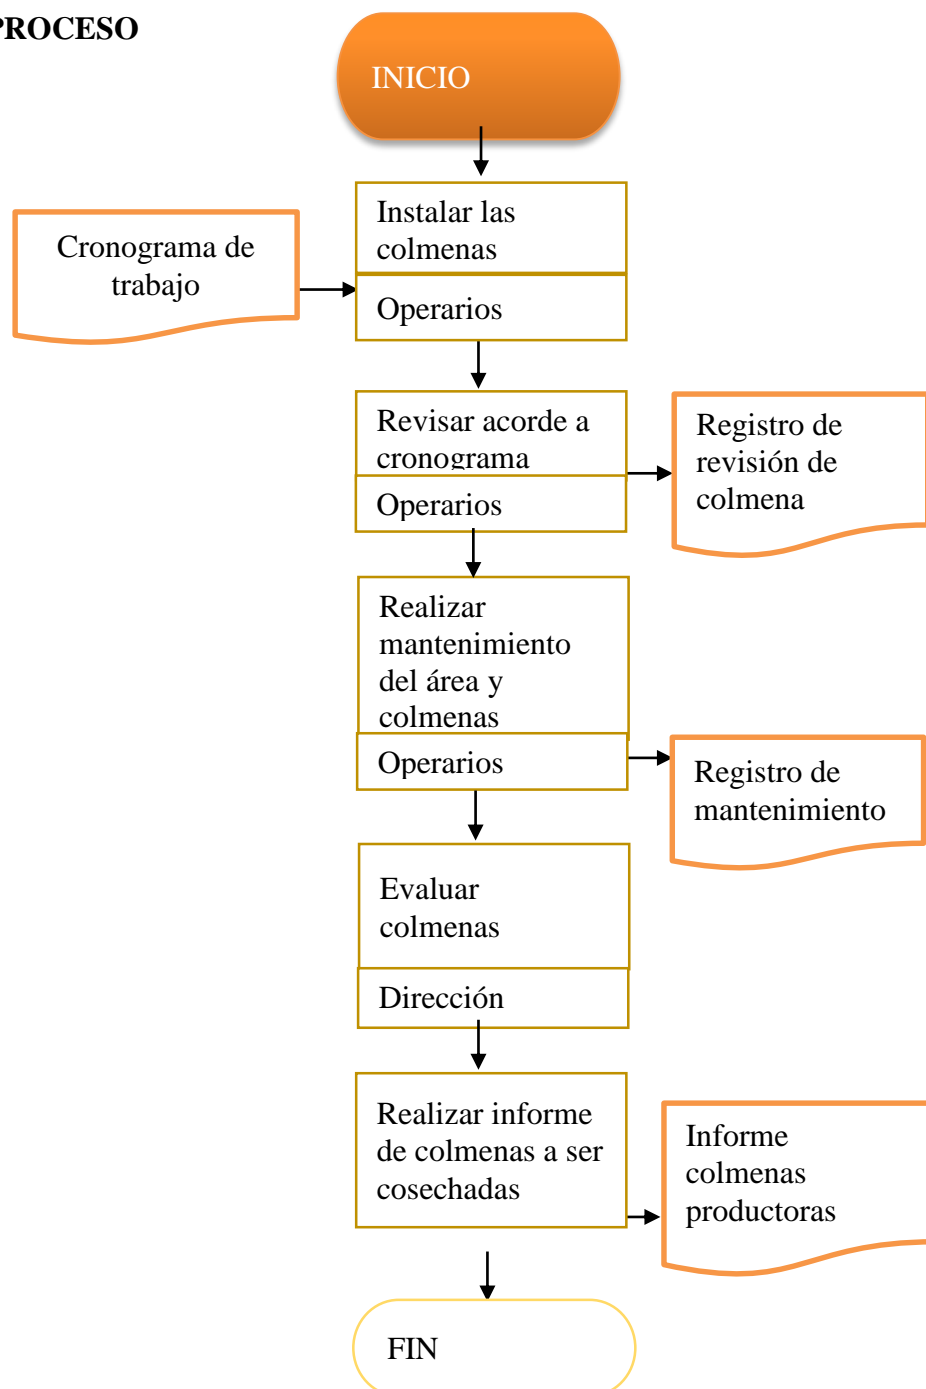 PROCESO
INICIO
Instalar las
colmenas
Cronograma de
trabajo
Operarios
Revisar acorde a
cronograma
Operarios
Registro de
revisión de
colmena
Realizar
mantenimiento
del área y
colmenas
Operarios
Registro de
mantenimiento
Evaluar
colmenas
Dirección
Realizar informe
de colmenas a ser
cosechadas
Informe
colmenas
productoras
FIN